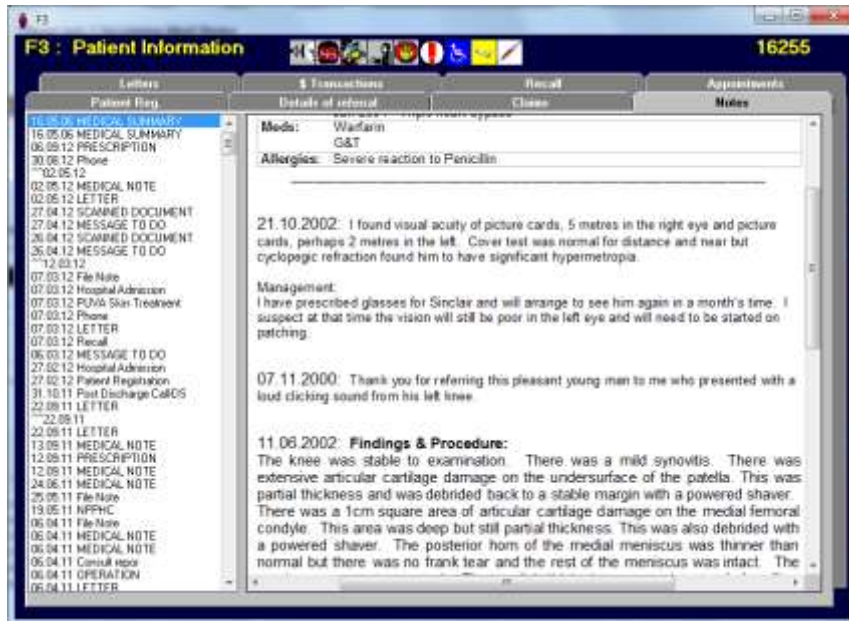 F3
F3 : Patient Information
16255
Letters
$ Transactions
Recall
Appointments
Patient Reg.
Details of referral
Claims
Notes
16.05.06 MEDICAL SUMMARY
16.05.06 MEDICAL SUMMARY
06.09.12 PRESCRIPTION
30.08.12 Phone
~~02.05.12
02.05.12 MEDICAL NOTE
02.05.12 LETTER
27.04.12 SCANNED DOCUMENT
27.04.12 MESSAGE TO DO
26.04.12 SCANNED DOCUMENT
26.04.12 MESSAGE TO DO
~~12.03.12
07.03.12 File Note
07.03.12 Hospital Admission
07.03.12 PUVA Skin Treatment
07.03.12 Phone
07.03.12 LETTER
07.03.12 Recall
06.03.12 MESSAGE TO DO
27.02.12 Hospital Admission
27.02.12 Patient Registration
31.10.11 Post Discharge CallDS
22.09.11 LETTER
~~22.09.11
22.09.11 LETTER
13.09.11 MEDICAL NOTE
12.09.11 PRESCRIPTION
12.09.11 MEDICAL NOTE
24.06.11 MEDICAL NOTE
25.05.11 File Note
19.05.11 NPPHC
06.04.11 File Note
06.04.11 MEDICAL NOTE
06.04.11 MEDICAL NOTE
06.04.11 Consult repor
06.04.11 OPERATION
06.04.11 LETTER
Meds: Warfarin
G&T
Allergies: Severe reaction to Penicillin
21.10.2002: I found visual acuity of picture cards, 5 metres in the right eye and picture
cards, perhaps 2 metres in the left. Cover test was normal for distance and near but
cyclopegic refraction found him to have significant hypermetropia.
Management:
I have prescribed glasses for Sinclair and will arrange to see him again in a month's time. I
suspect at that time the vision will still be poor in the left eye and will need to be started on
patching.
07.11.2000: Thank you for referring this pleasant young man to me who presented with a
loud clicking sound from his left knee.
11.06.2002: Findings & Procedure:
The knee was stable to examination. There was a mild synovitis. There was
extensive articular cartilage damage on the undersurface of the patella. This was
partial thickness and was debrided back to a stable margin with a powered shaver.
There was a 1cm square area of articular cartilage damage on the medial femoral
condyle. This area was deep but still partial thickness. This was also debrided with
a powered shaver. The posterior horn of the medial meniscus was thinner than
normal but there was no frank tear and the rest of the meniscus was intact. The